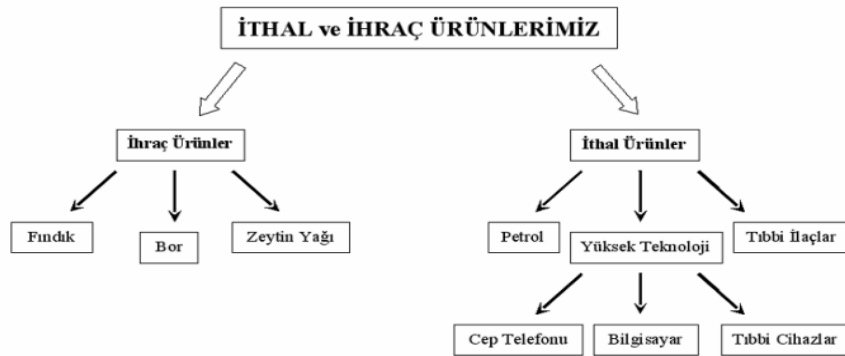 İTHAL ve İHRAÇ ÜRÜNLERİMİZ
İhraç Ürünler
İthal Ürünler
Fındık
Bor
Zeytin Yağı
Petrol
Yüksek Teknoloji
Tıbbi İlaçlar
Cep Telefonu
Bilgisayar
Tıbbi Cihazlar